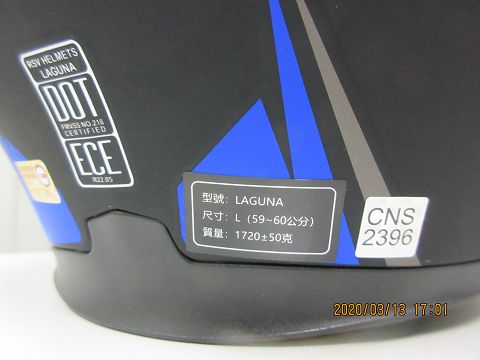 RSV HELMETS
LAGUNA
DOT
FMVSS NO.218
CERTIFIED
ECE
R22.05
型號: LAGUNA
尺寸: L (59~60公分)
質量: 1720±50克
CNS
2396
2020/03/13 17:01